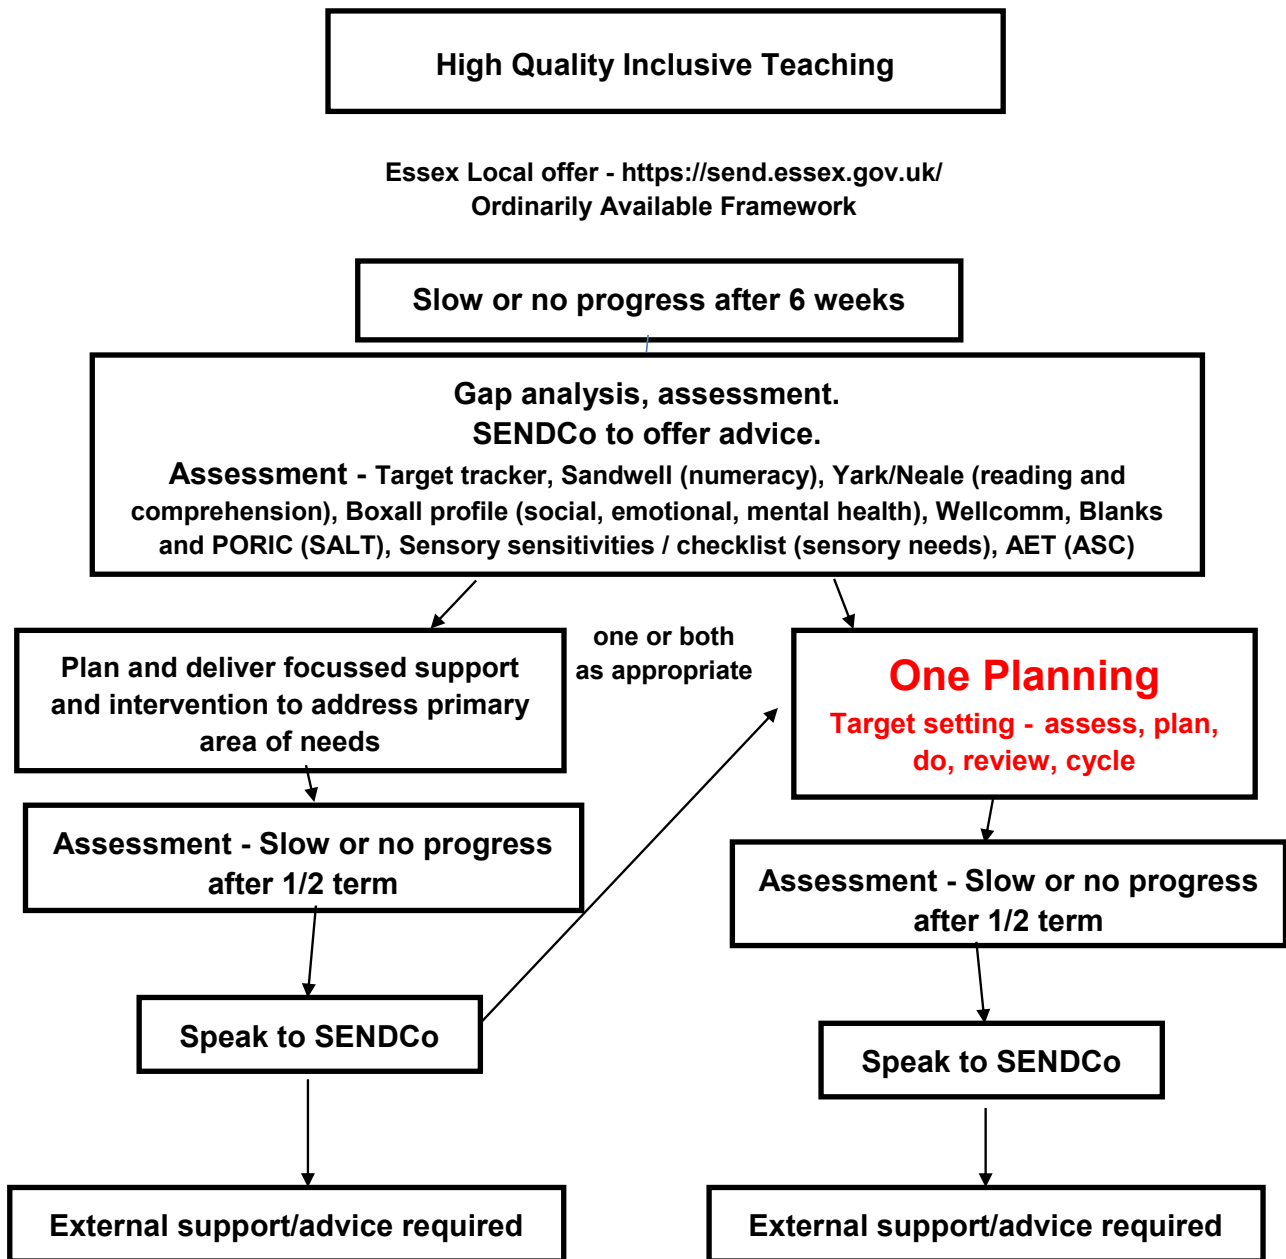 High Quality Inclusive Teaching
Essex Local offer - https://send.essex.gov.uk/
Ordinarily Available Framework
Slow or no progress after 6 weeks
Gap analysis, assessment.
SENDCo to offer advice.
Assessment - Target tracker, Sandwell (numeracy), Yark/Neale (reading and
comprehension), Boxall profile (social, emotional, mental health), Wellcomm, Blanks
and PORIC (SALT), Sensory sensitivities / checklist (sensory needs), AET (ASC)
one or both
as appropriate
Plan and deliver focussed support
and intervention to address primary
area of needs
Assessment - Slow or no progress
after 1/2 term
Speak to SENDCo
External support/advice required
One Planning
Target setting - assess, plan,
do, review, cycle
Assessment - Slow or no progress
after 1/2 term
Speak to SENDCo
External support/advice required